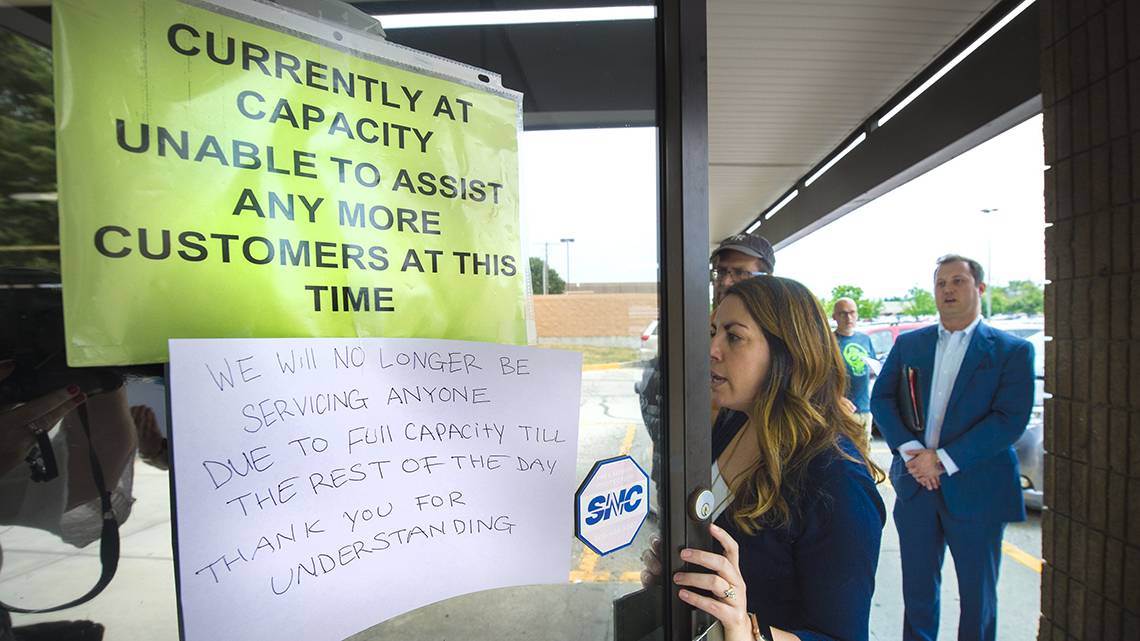 CURRENTLY AT
CAPACITY
UNABLE TO ASSIST
ANY MORE
CUSTOMERS AT THIS
TIME
WE WILL NO LONGER BE
SERVICING ANYONE
DUE TO FULL CAPACITY TILL
THE REST OF THE DAY
THANK YOU FOR
UNDERSTANDING
SMC